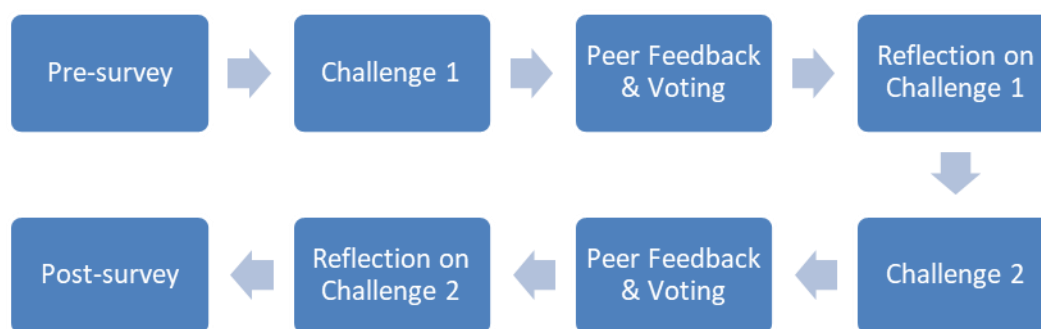 Pre-survey
Challenge 1
Peer Feedback
& Voting
Reflection on
Challenge 1
Challenge 2
Peer Feedback
& Voting
Reflection on
Challenge 2
Post-survey